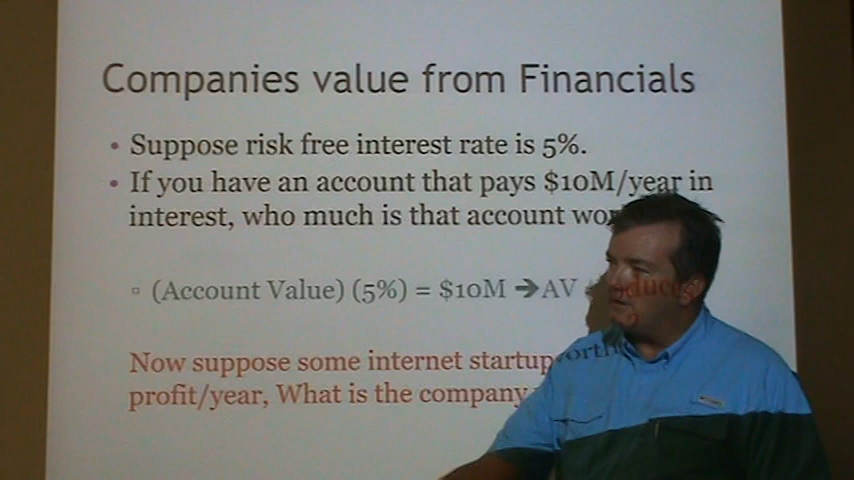 Companies value from Financials
• Suppose risk free interest rate is 5%.
• If you have an account that pays $10M/year in
interest, who much is that account wo
▫ (Account Value) (5%) = $10M ➔AV
Now suppose some internet startup
profit/year, What is the company